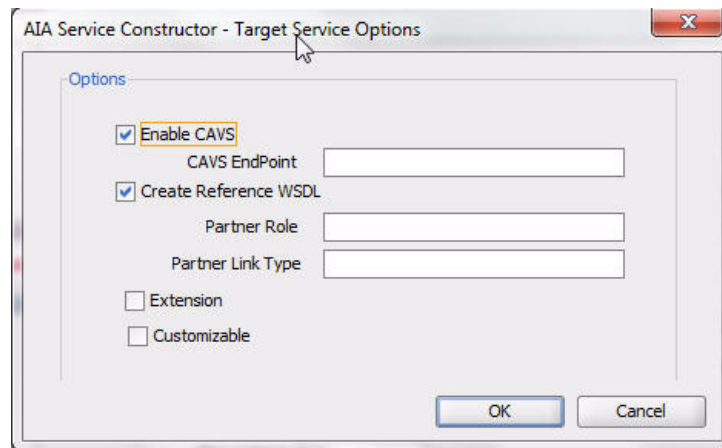 AIA Service Constructor - Target Service Options
Options
Enable CAVS
CAVS EndPoint
Create Reference WSDL
Partner Role
Partner Link Type
Extension
Customizable
OK Cancel